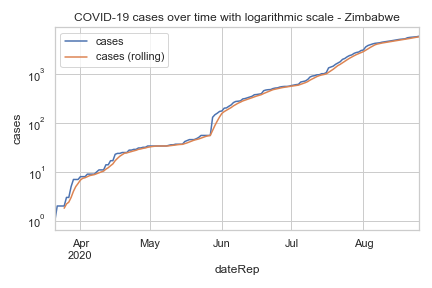 COVID-19 cases over time with logarithmic scale - Zimbabwe
cases
cases (rolling)
10³
10²
10¹
10⁰
cases
Apr
2020
May
Jun
Jul
Aug
dateRep